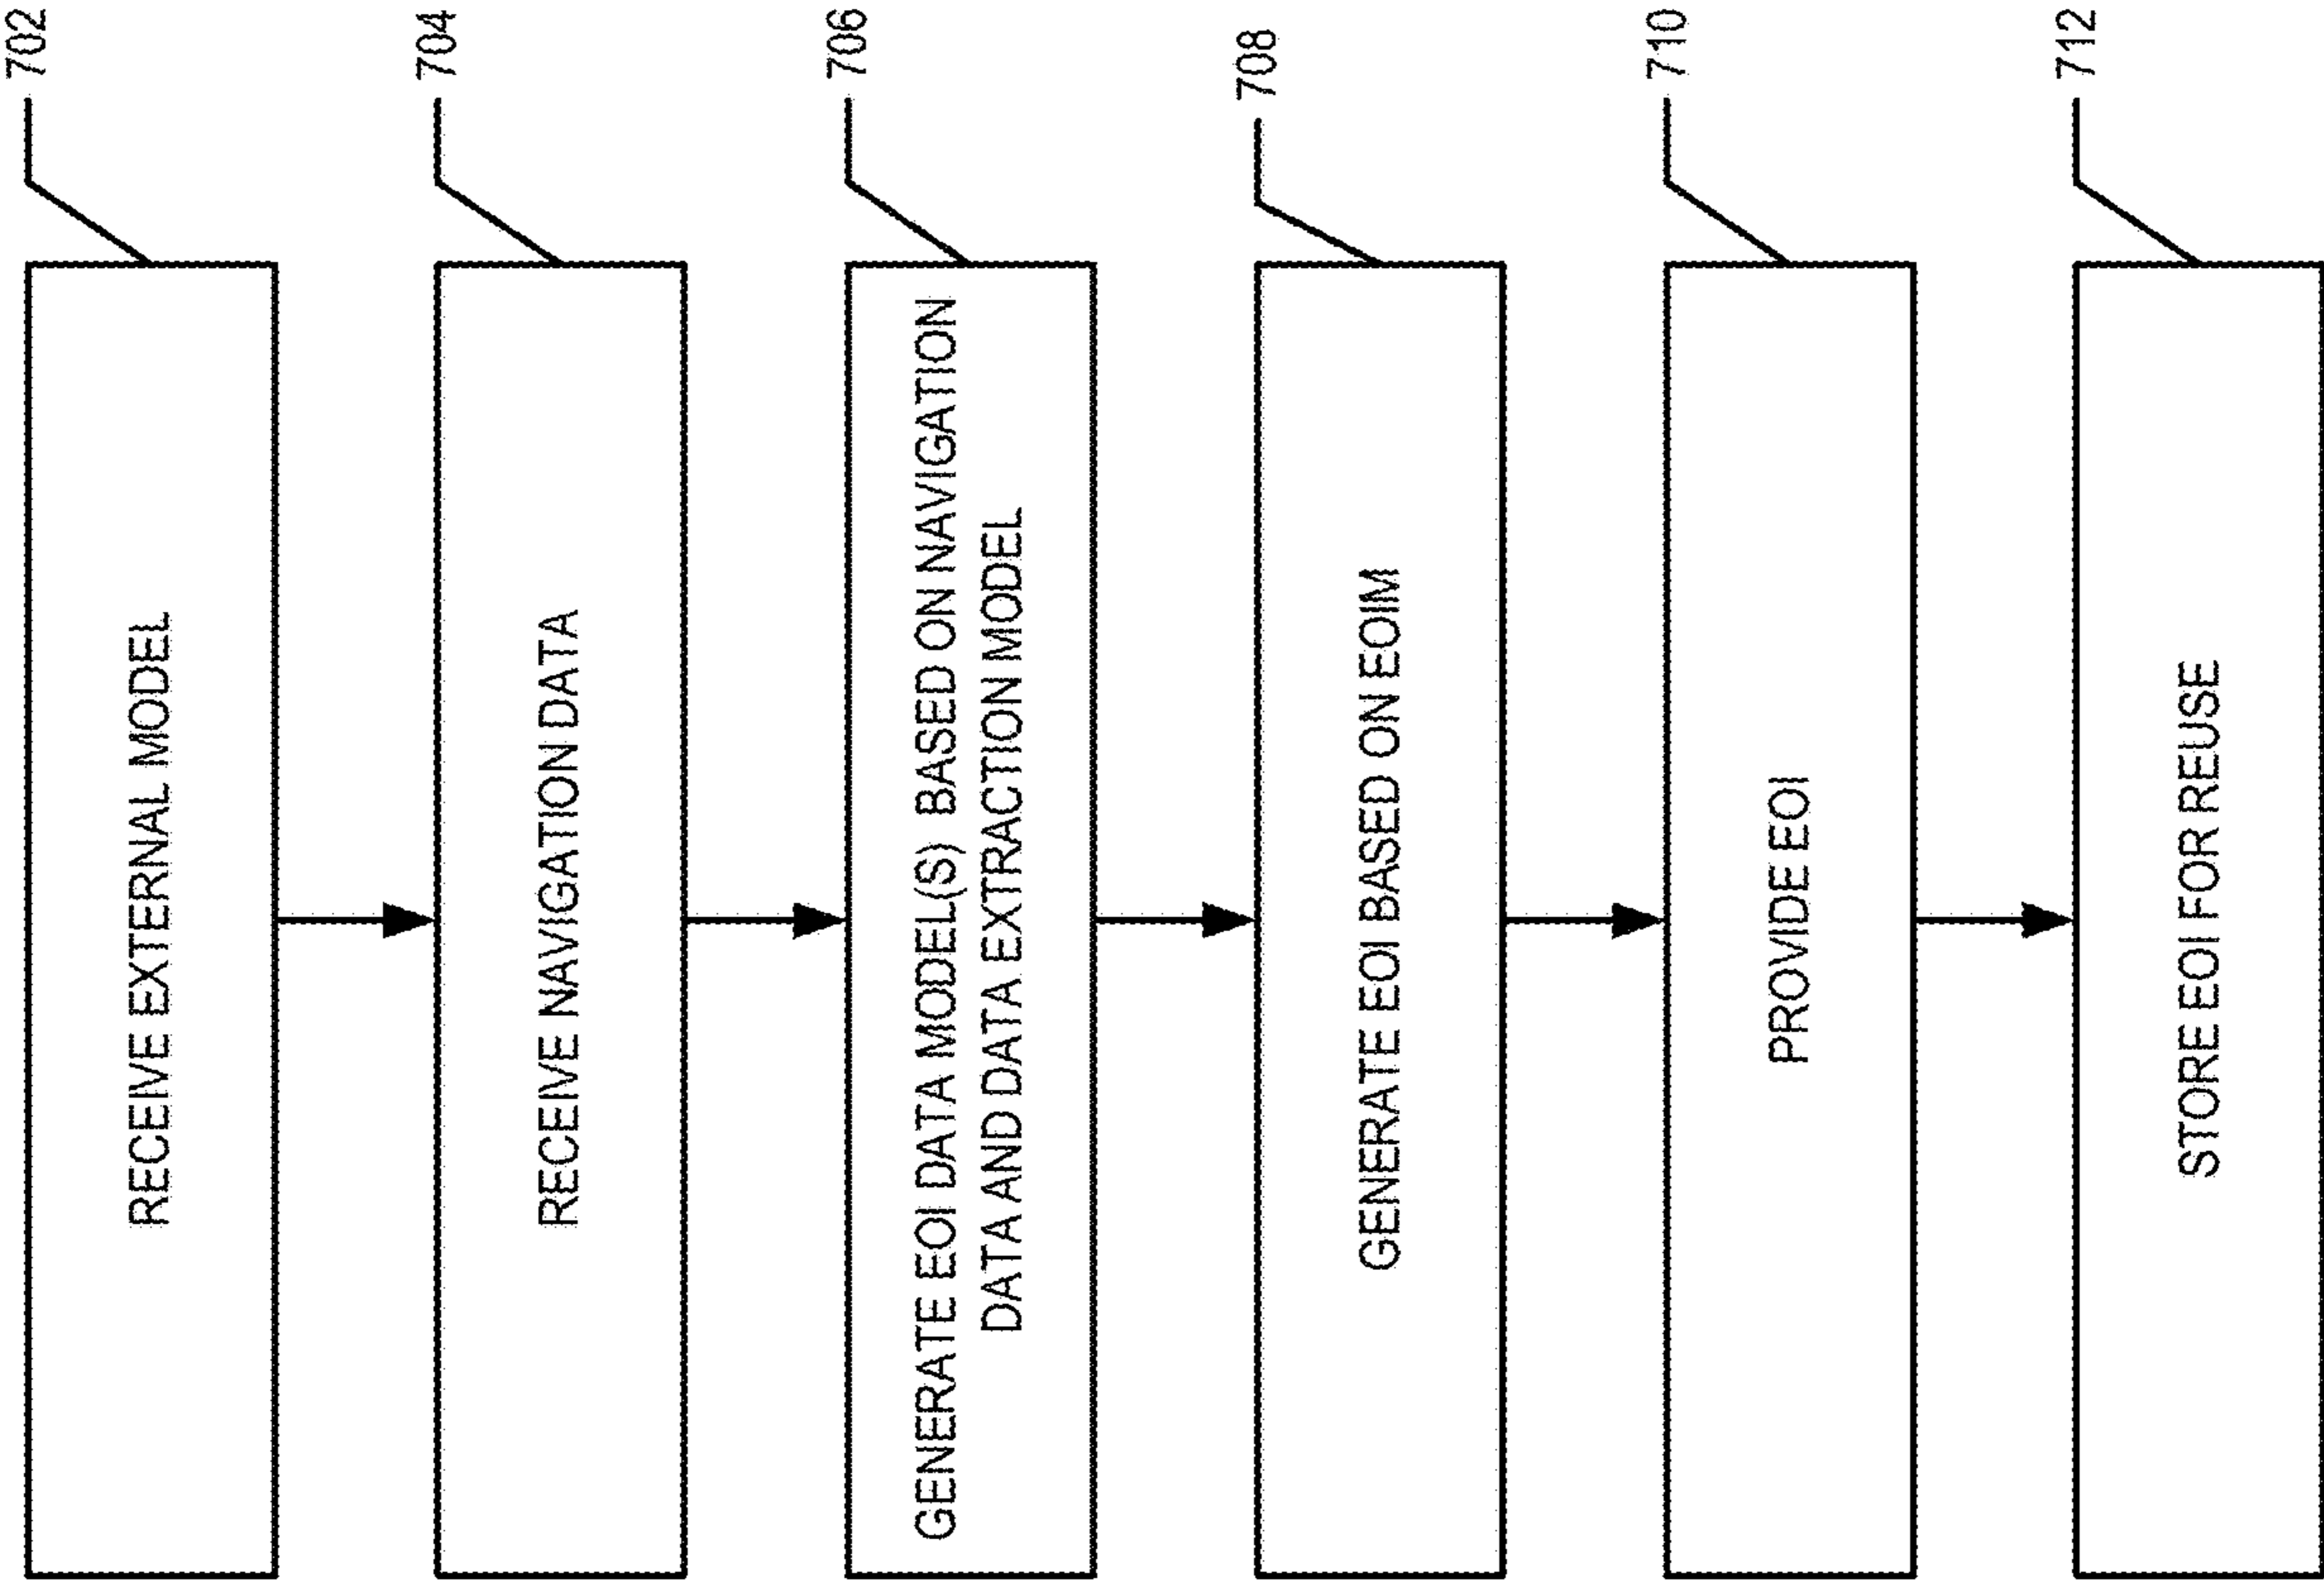 RECEIVE EXTERNAL MODEL
702
RECEIVE NAVIGATION DATA
704
GENERATE EOI DATA MODEL(S) BASED ON NAVIGATION
DATA AND DATA EXTRACTION MODEL
706
GENERATE EOI BASED ON EOIM
708
PROVIDE EOI
710
STORE EOI FOR REUSE
712